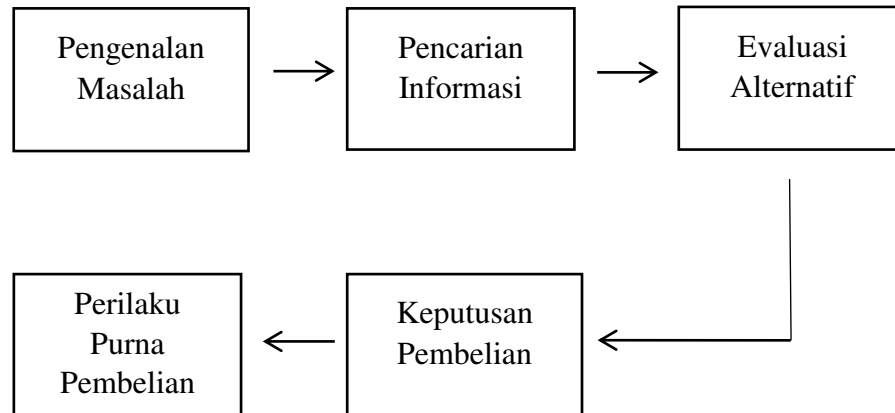 Pengenalan
Masalah
Pencarian
Informasi
Evaluasi
Alternatif
Keputusan
Pembelian
Perilaku
Purna
Pembelian